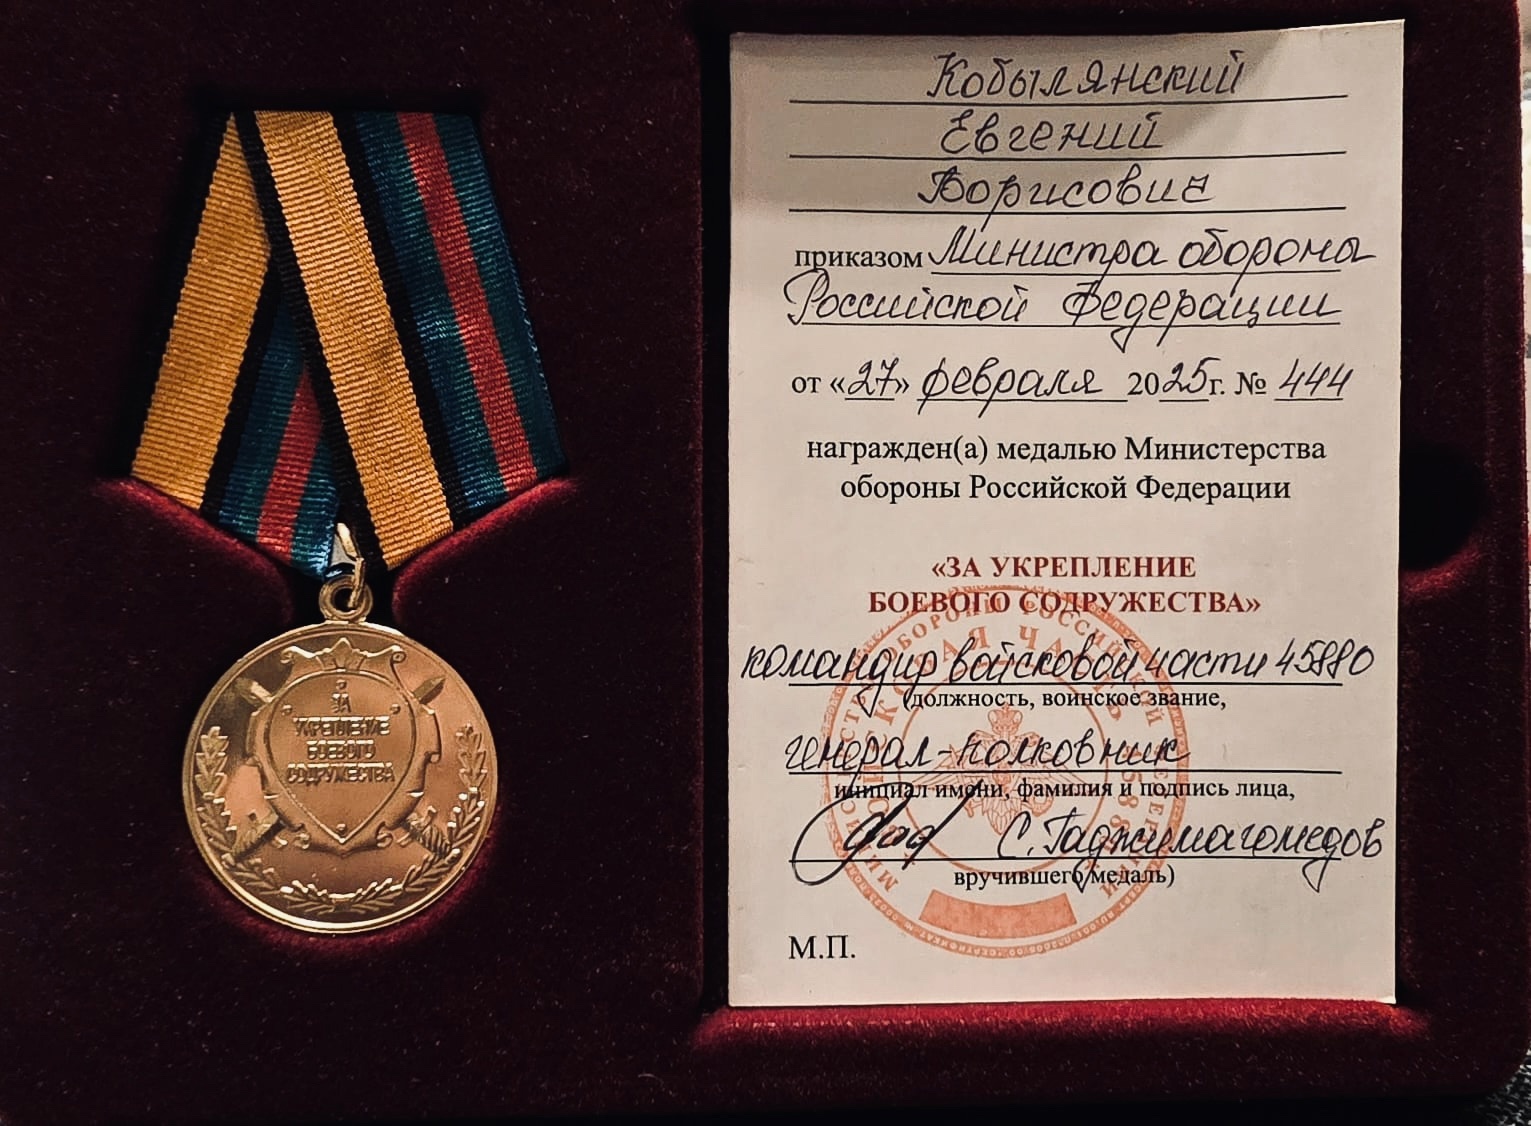 ЗА
УКРЕПЛЕНИЕ
БОЕВОГО
СОДРУЖЕСТВА
Кобылянский
Евгений
Борисович
приказом Министра обороны
Российской Федерации
от «27» февраля 2025г. № 444
награжден(а) медалью Министерства
обороны Российской Федерации
«ЗА УКРЕПЛЕНИЕ
БОЕВОГО СОДРУЖЕСТВА»
командир войсковой части 45880
(должность, воинское звание,
генерал-полковник
инициал имени, фамилия и подпись лица,
С. Гаджимагомедов
вручившего медаль)
М.П.